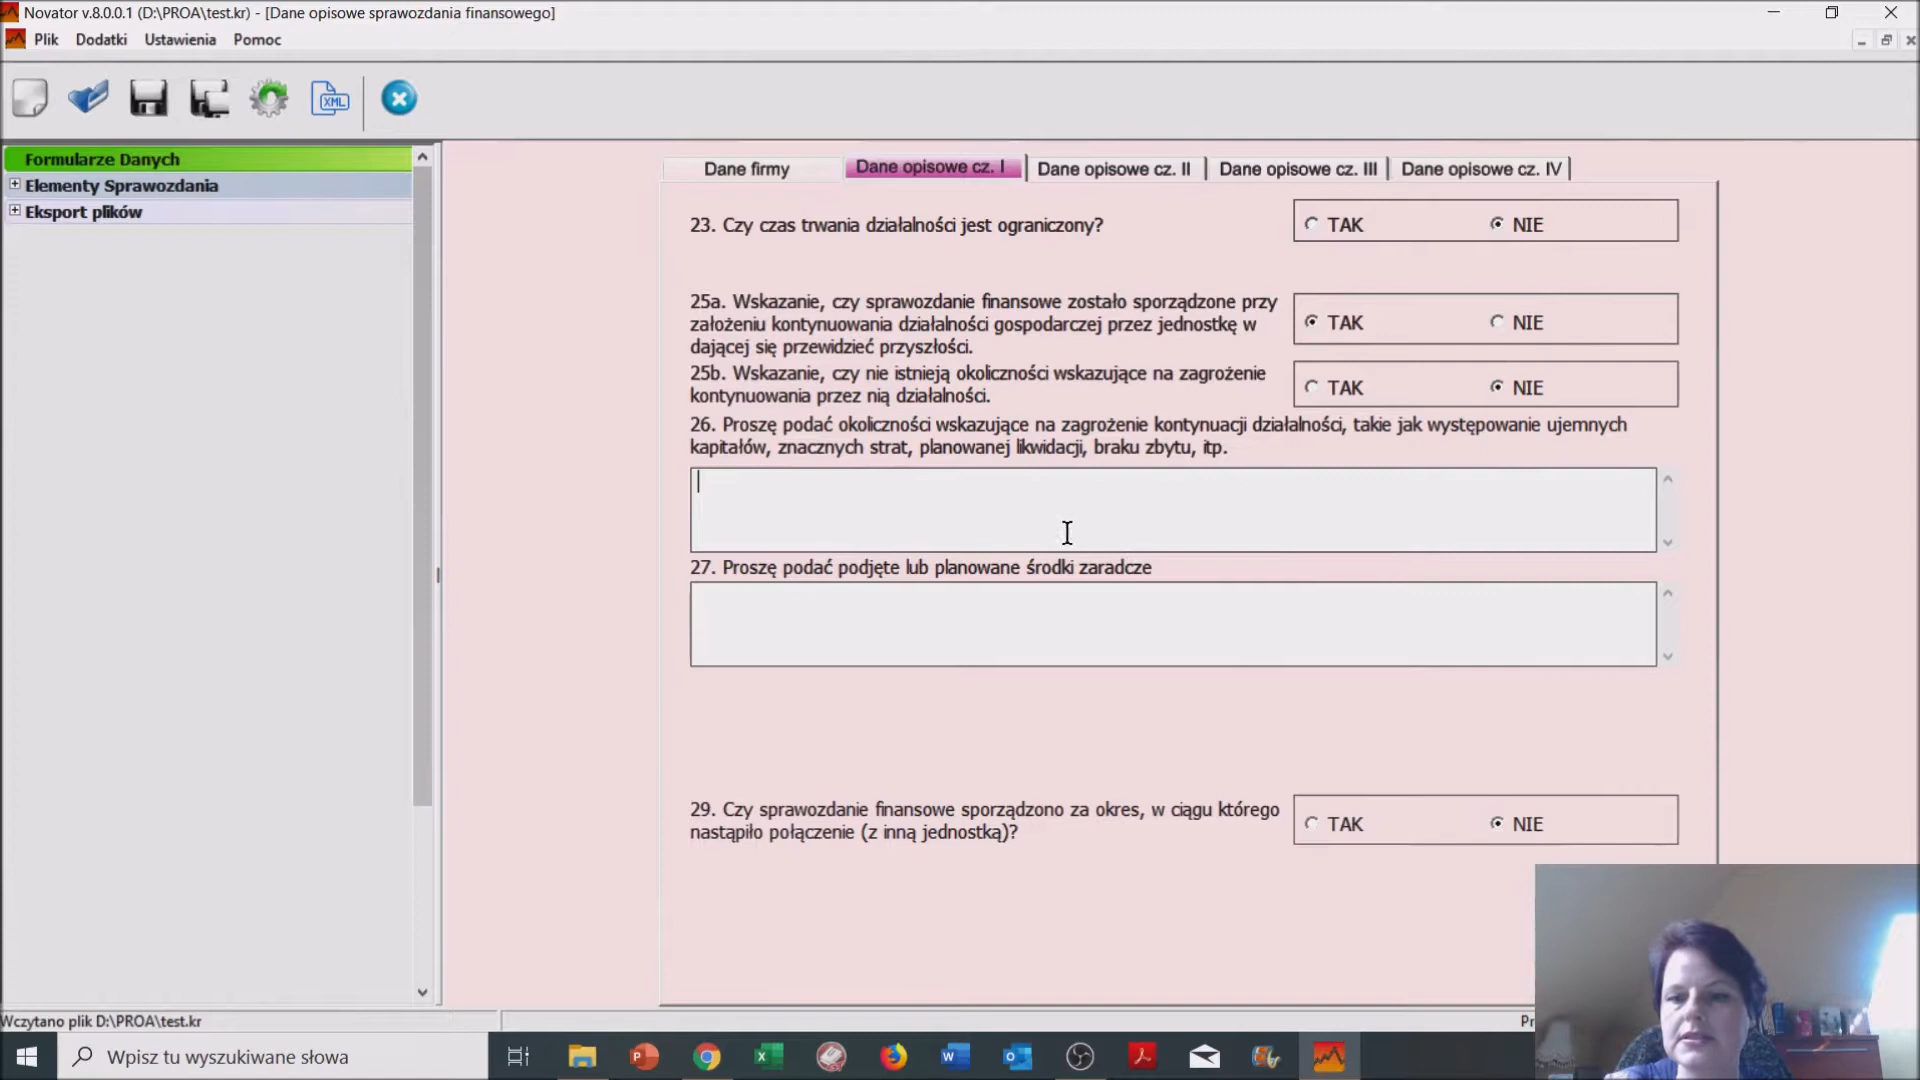 Novator v.8.0.0.1 (D:\PROA\test.kr) - [Dane opisowe sprawozdania finansowego]
Plik Dodatki Ustawienia Pomoc
XML
Formularze Danych
Elementy Sprawozdania
Eksport plików
Dane firmy Dane opisowe cz. I Dane opisowe cz. II Dane opisowe cz. III Dane opisowe cz. IV
23. Czy czas trwania działalności jest ograniczony?
TAK NIE
25a. Wskazanie, czy sprawozdanie finansowe zostało sporządzone przy
założeniu kontynuowania działalności gospodarczej przez jednostkę w
dającej się przewidzieć przyszłości.
TAK NIE
25b. Wskazanie, czy nie istnieją okoliczności wskazujące na zagrożenie
kontynuowania przez nią działalności.
TAK NIE
26. Proszę podać okoliczności wskazujące na zagrożenie kontynuacji działalności, takie jak występowanie ujemnych
kapitałów, znacznych strat, planowanej likwidacji, braku zbytu, itp.
27. Proszę podać podjęte lub planowane środki zaradcze
29. Czy sprawozdanie finansowe sporządzono za okres, w ciągu którego
nastąpiło połączenie (z inną jednostką)?
TAK NIE
Wczytano plik D:\PROA\test.kr
Pr
Wpisz tu wyszukiwane słowa